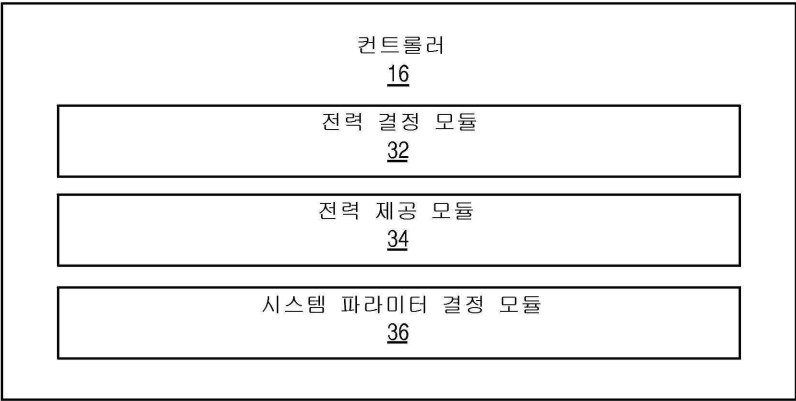 컨트롤러
16
전력 결정 모듈
32
전력 제공 모듈
34
시스템 파라미터 결정 모듈
36